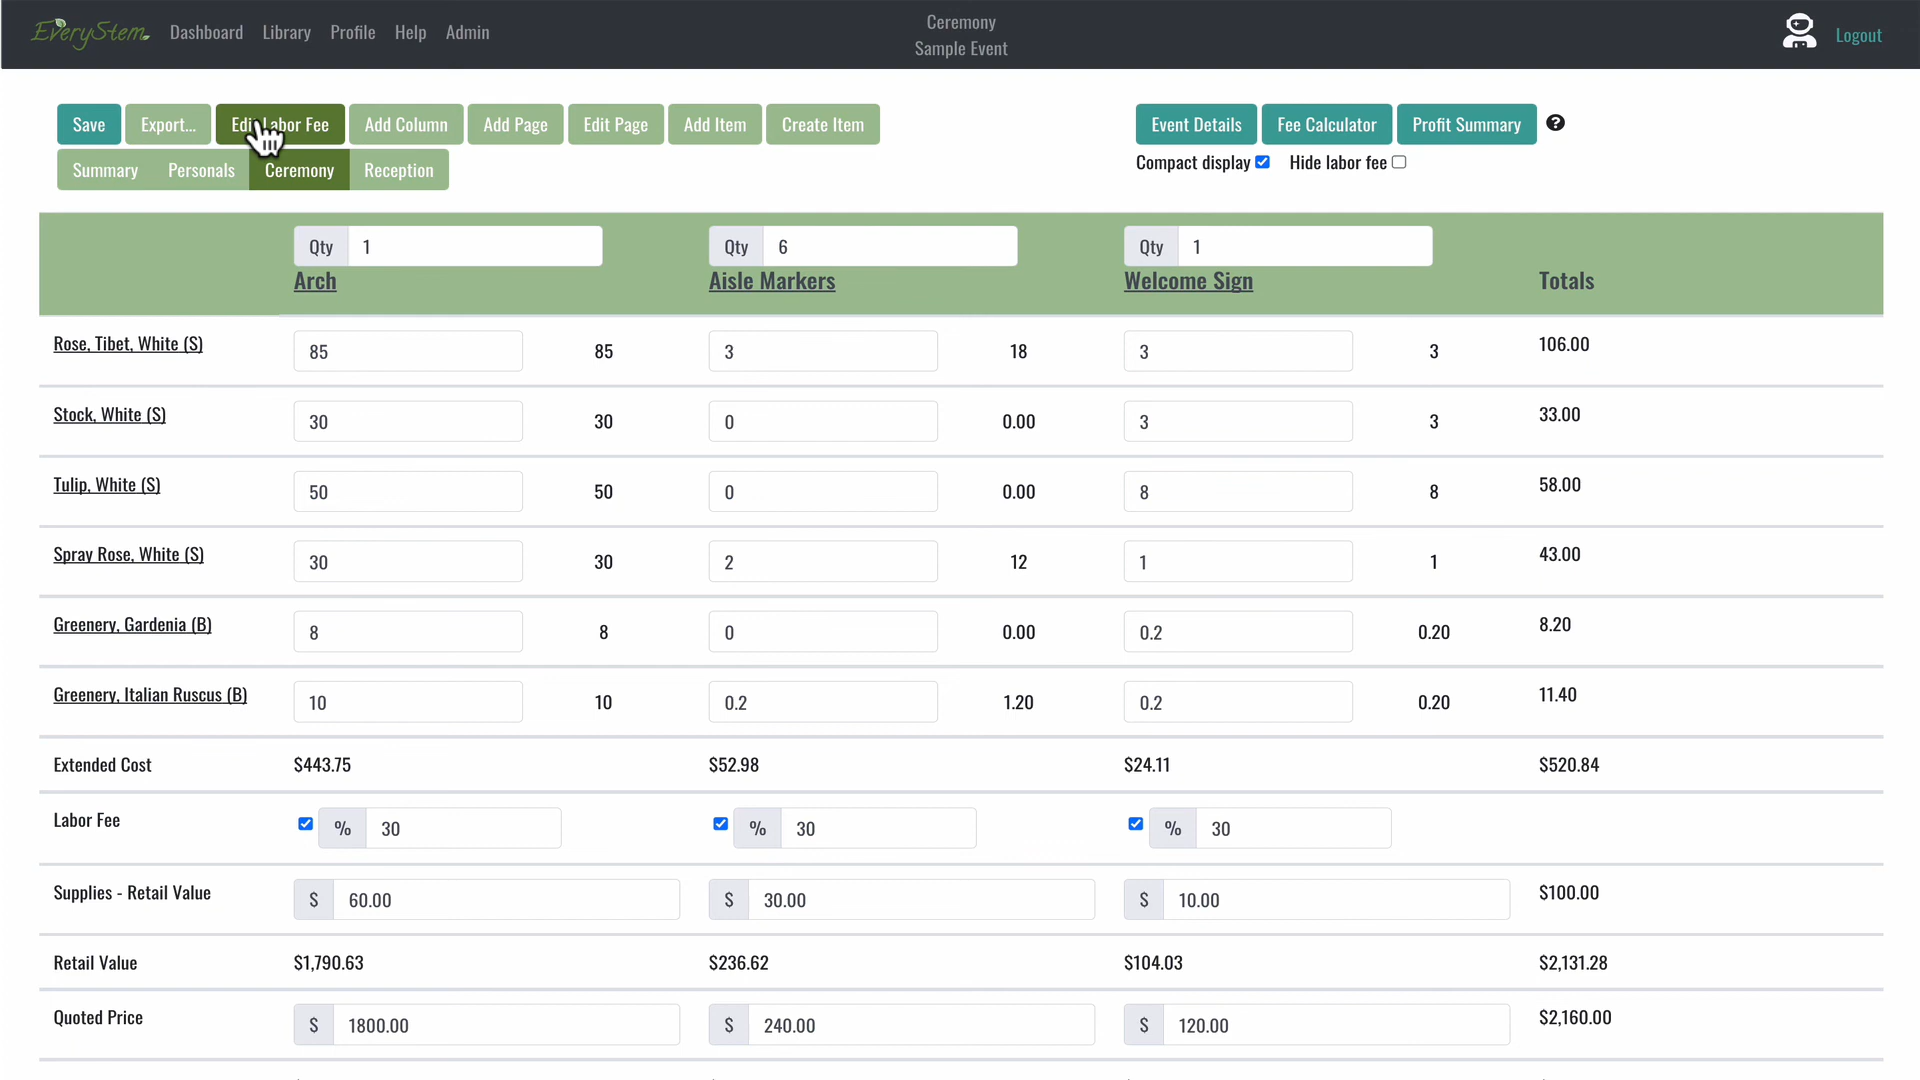 EveryStem Dashboard Library Profile Help Admin
Ceremony
Sample Event
Logout
Save Export... Edit Labor Fee Add Column Add Page Edit Page Add Item Create Item
Event Details Fee Calculator Profit Summary ?
Compact display Hide labor fee
Summary Personals Ceremony Reception
Qty 1 Qty 6 Qty 1
Arch Aisle Markers Welcome Sign Totals
Rose, Tibet, White (S) 85 85 3 18 3 3 106.00
Stock, White (S) 30 30 0 0.00 3 3 33.00
Tulip, White (S) 50 50 0 0.00 8 8 58.00
Spray Rose, White (S) 30 30 2 12 1 1 43.00
Greenery, Gardenia (B) 8 8 0 0.00 0.2 0.20 8.20
Greenery, Italian Ruscus (B) 10 10 0.2 1.20 0.2 0.20 11.40
Extended Cost $443.75 $52.98 $24.11 $520.84
Labor Fee % 30 % 30 % 30
Supplies - Retail Value $ 60.00 $ 30.00 $ 10.00 $100.00
Retail Value $1,790.63 $236.62 $104.03 $2,131.28
Quoted Price $ 1800.00 $ 240.00 $ 120.00 $2,160.00